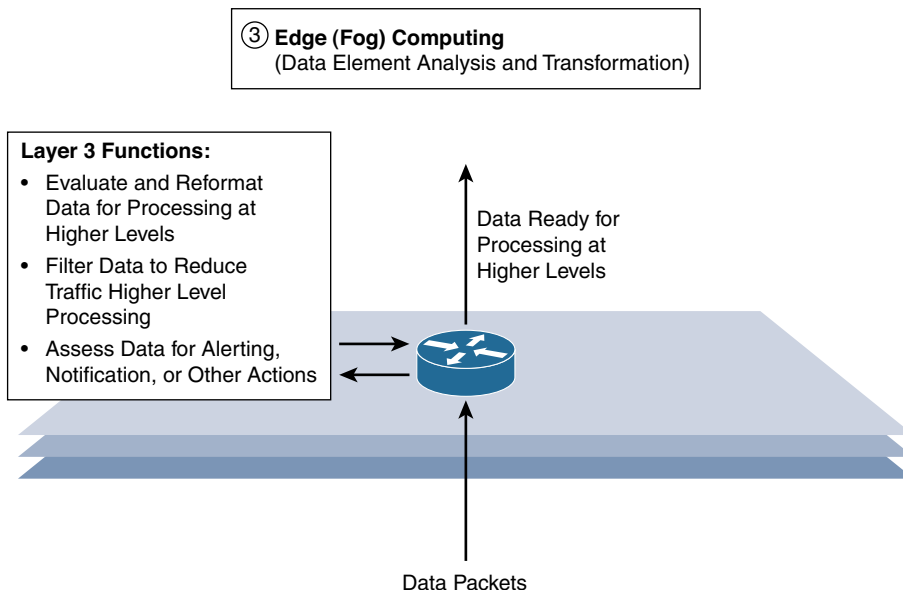 ③ Edge (Fog) Computing
(Data Element Analysis and Transformation)
Layer 3 Functions:
• Evaluate and Reformat
Data for Processing at
Higher Levels
• Filter Data to Reduce
Traffic Higher Level
Processing
• Assess Data for Alerting,
Notification, or Other Actions
Data Ready for
Processing at
Higher Levels
Data Packets